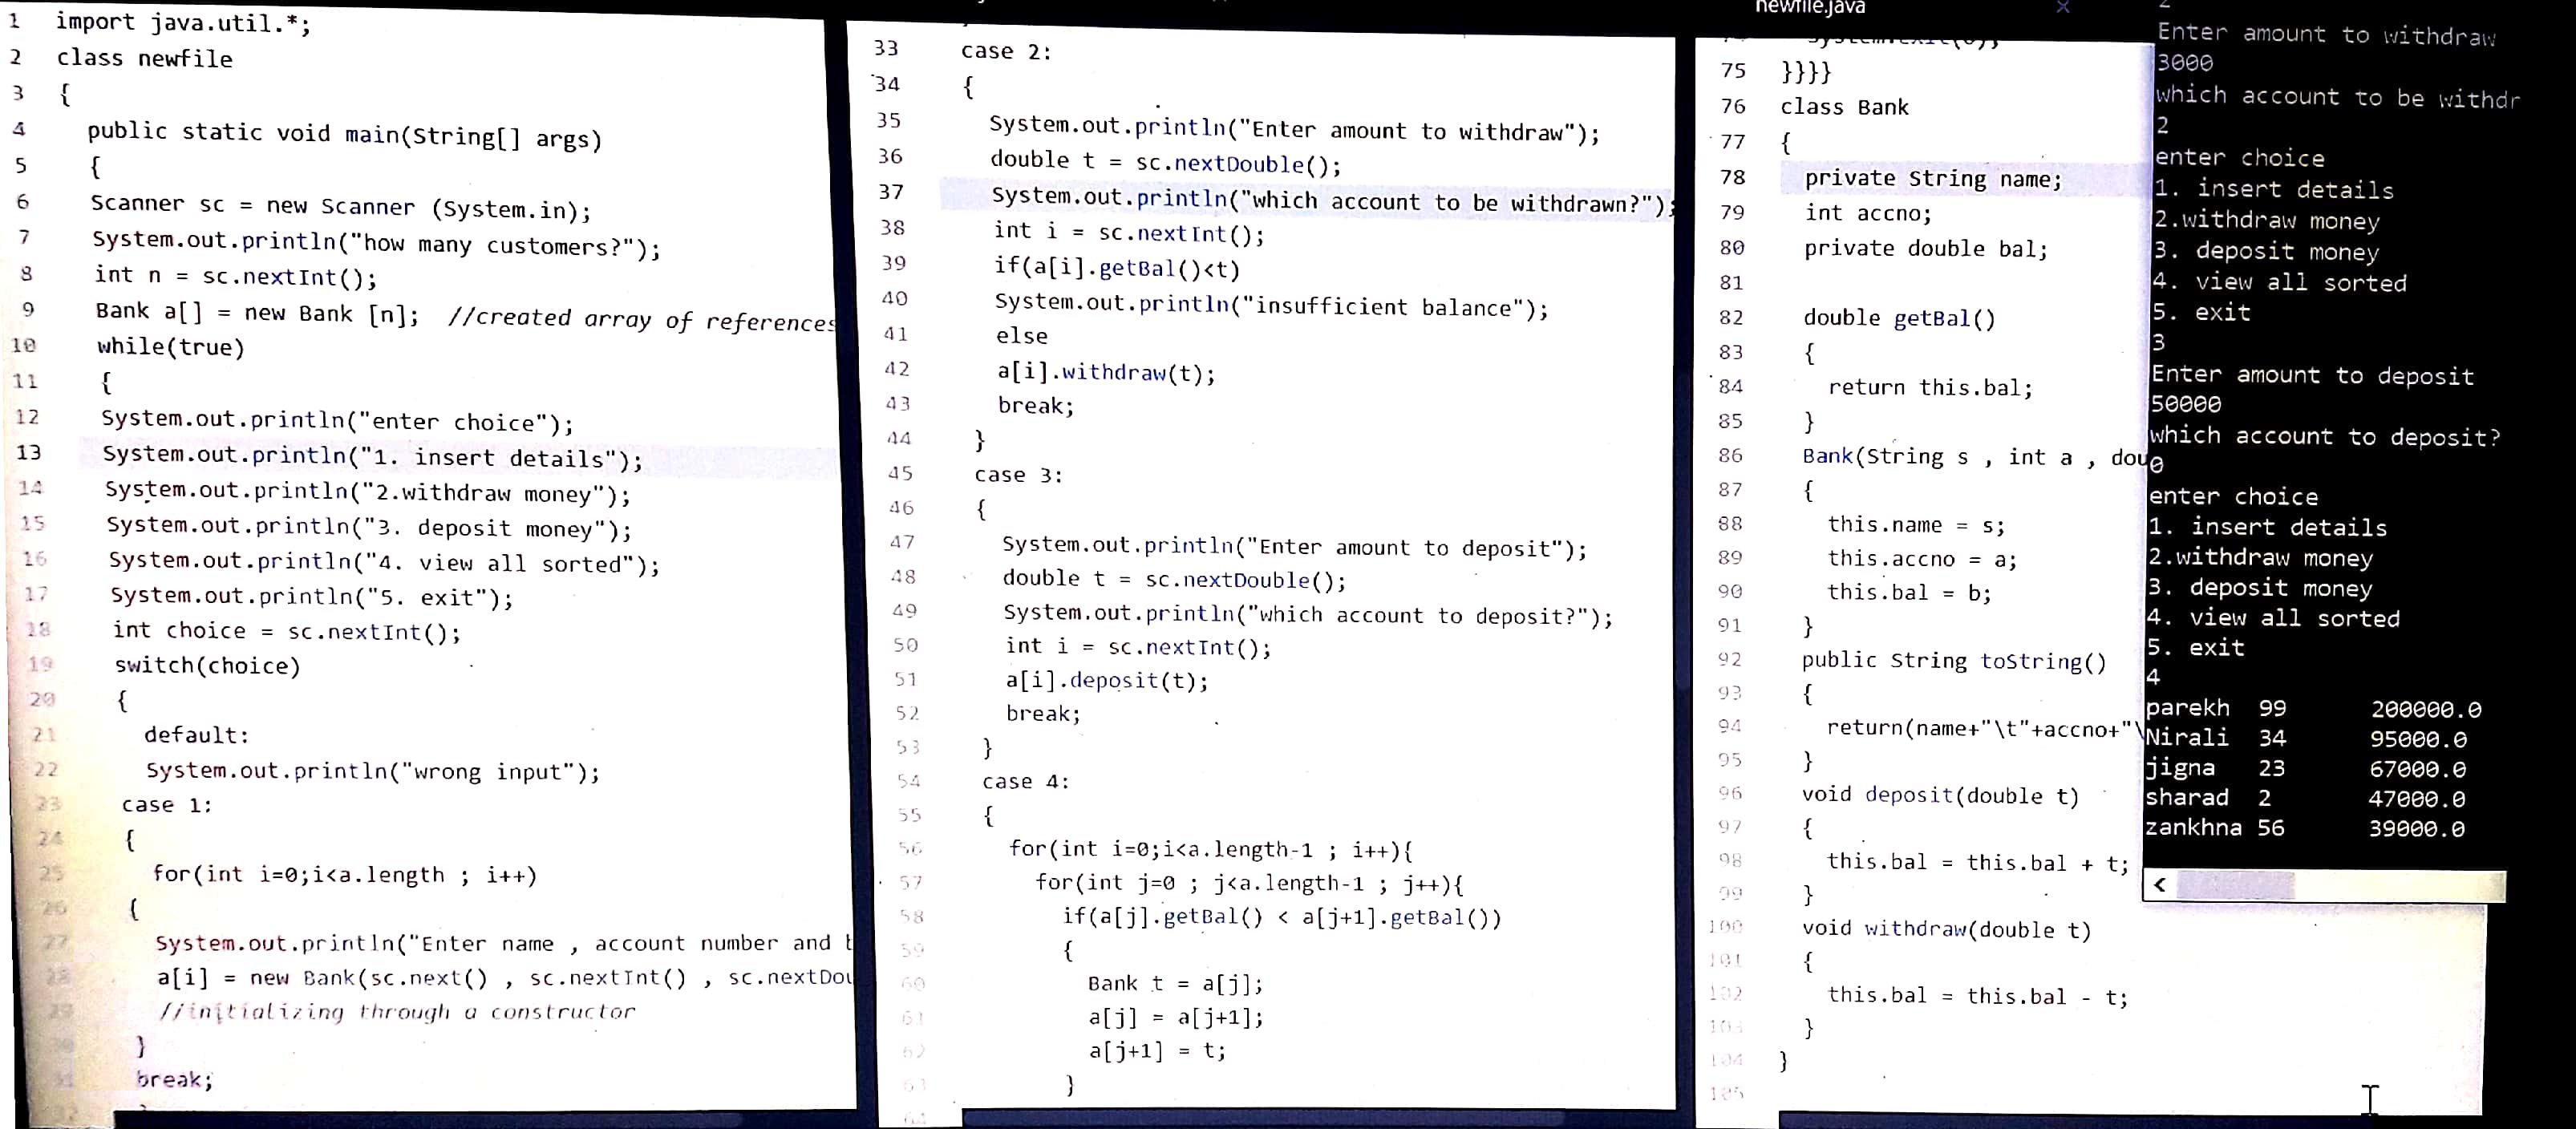 1 import java.util.*;
2 class newfile
3 {
4 public static void main(String[] args)
5 {
6 Scanner sc = new Scanner (System.in);
7 System.out.println("how many customers?");
8 int n = sc.nextInt();
9 Bank a[] = new Bank [n]; //created array of references
10 while(true)
11 {
12 System.out.println("enter choice");
13 System.out.println("1. insert details");
14 System.out.println("2.withdraw money");
15 System.out.println("3. deposit money");
16 System.out.println("4. view all sorted");
17 System.out.println("5. exit");
18 int choice = sc.nextInt();
19 switch(choice)
20 {
21 default:
22 System.out.println("wrong input");
23 case 1:
24 {
25 for(int i=0;i<a.length ; i++)
26 {
27 System.out.println("Enter name , account number and
28 a[i] = new Bank(sc.next() , sc.nextInt() , sc.nextDou
29 //initializing through a constructor
30 }
31 break;
32
33 case 2:
34 {
35 System.out.println("Enter amount to withdraw");
36 double t = sc.nextDouble();
37 System.out.println("which account to be withdrawn?");
38 int i = sc.nextInt();
39 if(a[i].getBal()<t)
40 System.out.println("insufficient balance");
41 else
42 a[i].withdraw(t);
43 break;
44 }
45 case 3:
46 {
47 System.out.println("Enter amount to deposit");
48 double t = sc.nextDouble();
49 System.out.println("which account to deposit?");
50 int i = sc.nextInt();
51 a[i].deposit(t);
52 break;
53 }
54 case 4:
55 {
56 for(int i=0;i<a.length-1 ; i++){
57 for(int j=0 ; j<a.length-1 ; j++){
58 if(a[j].getBal() < a[j+1].getBal())
59 {
60 Bank t = a[j];
61 a[j] = a[j+1];
62 a[j+1] = t;
63 }
64
newfile.java
75 }}}}
76 class Bank
77 {
78 private String name;
79 int accno;
80 private double bal;
81
82 double getBal()
83 {
84 return this.bal;
85 }
86 Bank(String s , int a , dou
87 {
88 this.name = s;
89 this.accno = a;
90 this.bal = b;
91 }
92 public String toString()
93 {
94 return(name+"\t"+accno+"\
95 }
96 void deposit(double t)
97 {
98 this.bal = this.bal + t;
99 }
100 void withdraw(double t)
101 {
102 this.bal = this.bal - t;
103 }
104 }
105
2
Enter amount to withdraw
3000
which account to be withdr
2
enter choice
1. insert details
2.withdraw money
3. deposit money
4. view all sorted
5. exit
3
Enter amount to deposit
50000
which account to deposit?
0
enter choice
1. insert details
2.withdraw money
3. deposit money
4. view all sorted
5. exit
4
parekh 99 200000.0
Nirali 34 95000.0
jigna 23 67000.0
sharad 2 47000.0
zankhna 56 39000.0